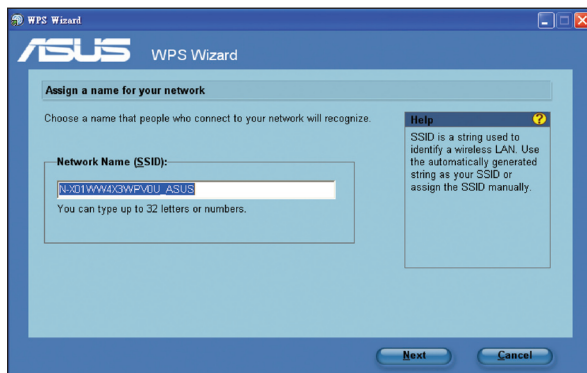 WPS Wizard
ASUS WPS Wizard
Assign a name for your network
Choose a name that people who connect to your network will recognize.
Network Name (SSID):
N-X01WW4X3WPV0U_ASUS
You can type up to 32 letters or numbers.
Help
SSID is a string used to
identify a wireless LAN. Use
the automatically generated
string as your SSID or
assign the SSID manually.
Next Cancel